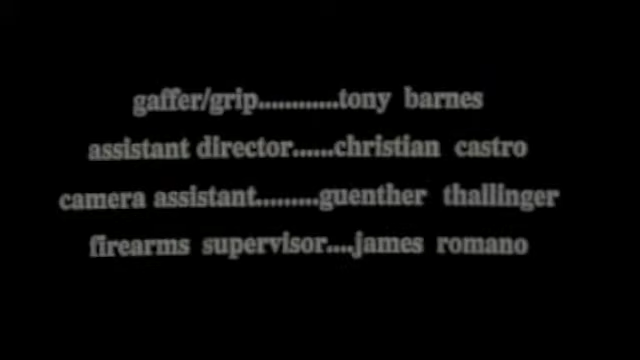 gaffer/grip............tony barnes
assistant director......christian castro
camera assistant.........guenther thallinger
firearms supervisor....james romano